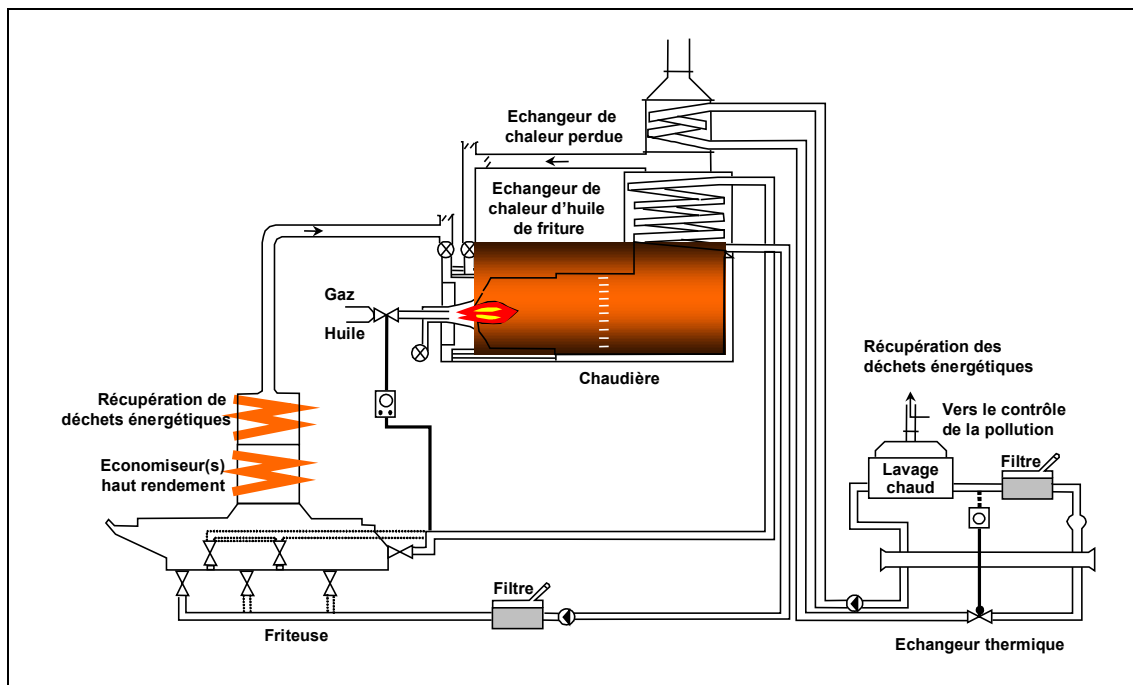 Echangeur de
chaleur perdue
Echangeur de
chaleur d’huile
de friture
Gaz
Huile
Chaudière
Récupération de
déchets énergétiques
Economiseur(s)
haut rendement
Friteuse
Filtre
Récupération des
déchets énergétiques
Vers le contrôle
de la pollution
Lavage
chaud
Filtre
Echangeur thermique